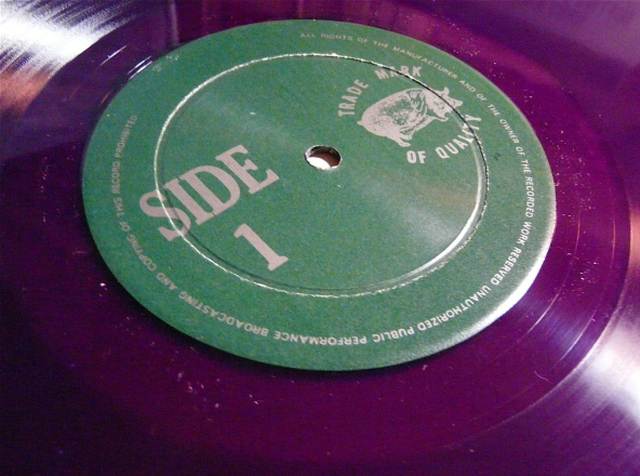 ALL RIGHTS OF THE MANUFACTURER AND OF THE OWNER OF THE RECORDED WORK RESERVED UNAUTHORIZED PUBLIC PERFORMANCE BROADCASTING AND COPYING OF THIS RECORD PROHIBITED
TRADE MARK
OF QUALITY
SIDE
1